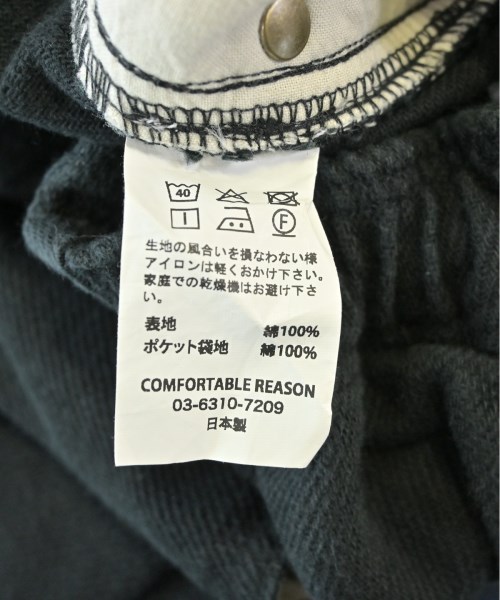 40
F
生地の風合いを損なわない様
アイロンは軽くおかけ下さい。
家庭での乾燥機はお避け下さ
い。
表地 綿100%
ポケット袋地 綿100%
COMFORTABLE REASON
03-6310-7209
日本製